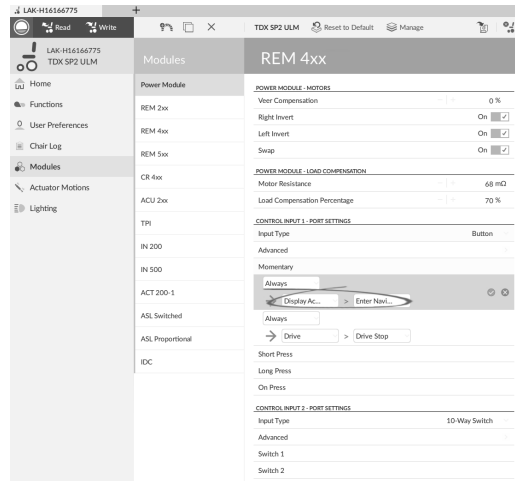 LAK-H16166775
Read
Write
TDX SP2 ULM
Reset to Default
Manage
LAK-H16166775
TDX SP2 ULM
Home
Functions
User Preferences
Chair Log
Modules
Actuator Motions
Lighting
Modules
Power Module
REM 2xx
REM 4xx
REM 5xx
CR 4xx
ACU 2xx
TPI
IN 200
IN 500
ACT 200-1
ASL Switched
ASL Proportional
IDC
REM 4xx
POWER MODULE - MOTORS
Veer Compensation 0 %
Right Invert On
Left Invert On
Swap On
POWER MODULE - LOAD COMPENSATION
Motor Resistance 68 mΩ
Load Compensation Percentage 70 %
CONTROL INPUT 1 - PORT SETTINGS
Input Type Button
Advanced
Momentary
Always
Display Ac... > Enter Navi...
Always
Drive > Drive Stop
Short Press
Long Press
On Press
CONTROL INPUT 2 - PORT SETTINGS
Input Type 10-Way Switch
Advanced
Switch 1
Switch 2